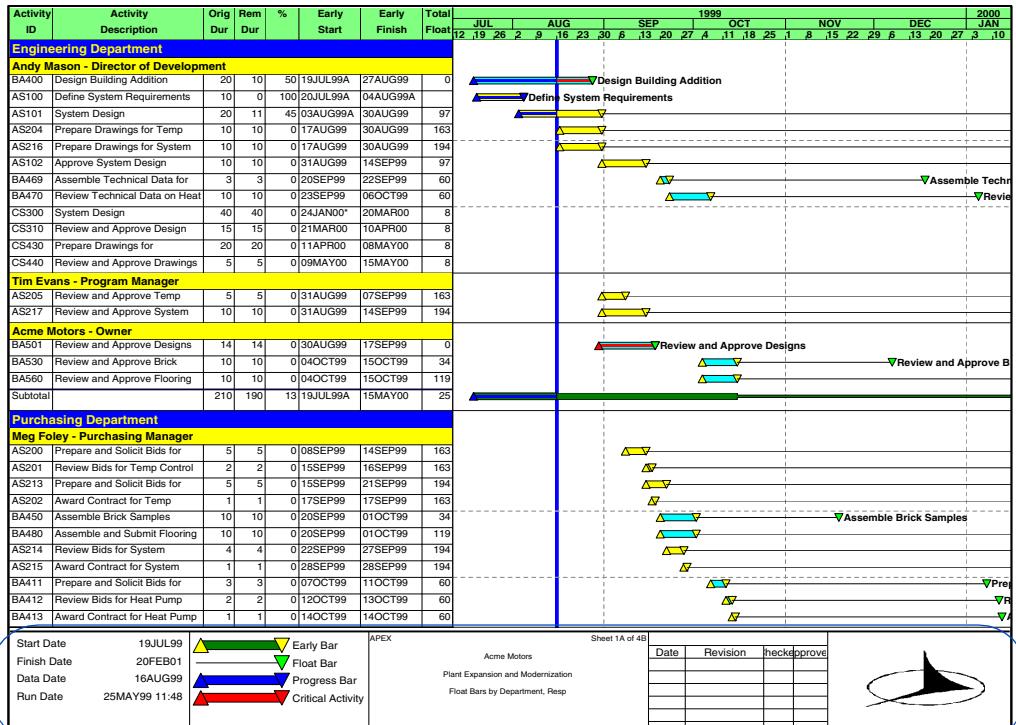 Activity ID Activity Description Orig Dur Rem Dur % Early Start Early Finish Total Float
1999 2000
JUL AUG SEP OCT NOV DEC JAN
12 19 26 2 9 16 23 30 6 13 20 27 4 11 18 25 1 8 15 22 29 6 13 20 27 3 10
Engineering Department
Andy Mason - Director of Development
BA400 Design Building Addition 20 10 50 19JUL99A 27AUG99 0 Design Building Addition
AS100 Define System Requirements 10 0 100 20JUL99A 04AUG99A Define System Requirements
AS101 System Design 20 11 45 03AUG99A 30AUG99 97
AS204 Prepare Drawings for Temp 10 10 0 17AUG99 30AUG99 163
AS216 Prepare Drawings for System 10 10 0 17AUG99 30AUG99 194
AS102 Approve System Design 10 10 0 31AUG99 14SEP99 97
BA469 Assemble Technical Data for 3 3 0 20SEP99 22SEP99 60 Assemble Techn
BA470 Review Technical Data on Heat 10 10 0 23SEP99 06OCT99 60 Revie
CS300 System Design 40 40 0 24JAN00* 20MAR00 8
CS310 Review and Approve Design 15 15 0 21MAR00 10APR00 8
CS430 Prepare Drawings for 20 20 0 11APR00 08MAY00 8
CS440 Review and Approve Drawings 5 5 0 09MAY00 15MAY00 8
Tim Evans - Program Manager
AS205 Review and Approve Temp 5 5 0 31AUG99 07SEP99 163
AS217 Review and Approve System 10 10 0 31AUG99 14SEP99 194
Acme Motors - Owner
BA501 Review and Approve Designs 14 14 0 30AUG99 17SEP99 0 Review and Approve Designs
BA530 Review and Approve Brick 10 10 0 04OCT99 15OCT99 34 Review and Approve B
BA560 Review and Approve Flooring 10 10 0 04OCT99 15OCT99 119
Subtotal 210 190 13 19JUL99A 15MAY00 25
Purchasing Department
Meg Foley - Purchasing Manager
AS200 Prepare and Solicit Bids for 5 5 0 08SEP99 14SEP99 163
AS201 Review Bids for Temp Control 2 2 0 15SEP99 16SEP99 163
AS213 Prepare and Solicit Bids for 5 5 0 15SEP99 21SEP99 194
AS202 Award Contract for Temp 1 1 0 17SEP99 17SEP99 163
BA450 Assemble Brick Samples 10 10 0 20SEP99 01OCT99 34 Assemble Brick Samples
BA480 Assemble and Submit Flooring 10 10 0 20SEP99 01OCT99 119
AS214 Review Bids for System 4 4 0 22SEP99 27SEP99 194
AS215 Award Contract for System 1 1 0 28SEP99 28SEP99 194
BA411 Prepare and Solicit Bids for 3 3 0 07OCT99 11OCT99 60 Prep
BA412 Review Bids for Heat Pump 2 2 0 12OCT99 13OCT99 60 R
BA413 Award Contract for Heat Pump 1 1 0 14OCT99 14OCT99 60 A
Start Date 19JUL99
Finish Date 20FEB01
Data Date 16AUG99
Run Date 25MAY99 11:48
Early Bar
Float Bar
Progress Bar
Critical Activity
APEX Sheet 1A of 4B
Acme Motors
Plant Expansion and Modernization
Float Bars by Department, Resp
Date Revision hecke pprove